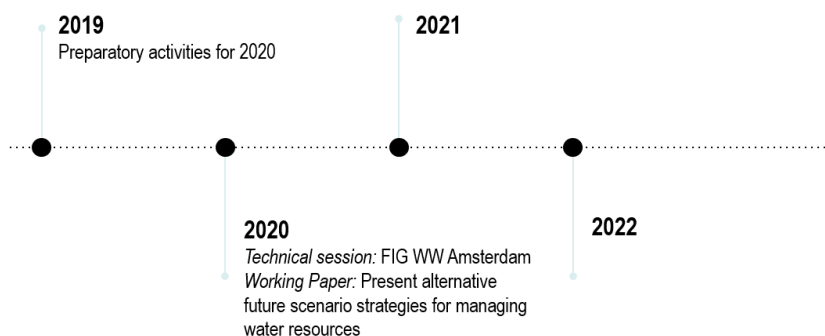 2019
Preparatory activities for 2020
2020
Technical session: FIG WW Amsterdam
Working Paper: Present alternative
future scenario strategies for managing
water resources
2021
2022